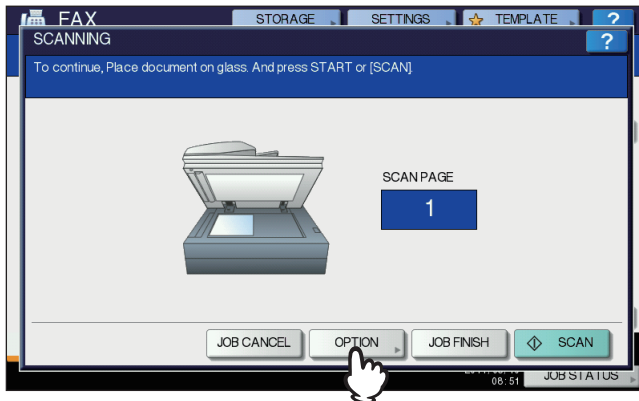 FAX
STORAGE
SETTINGS
TEMPLATE
?
SCANNING
?
To continue, Place document on glass. And press START or [SCAN].
SCAN PAGE
1
JOB CANCEL
OPTION
JOB FINISH
SCAN
08:51
JOB STATUS